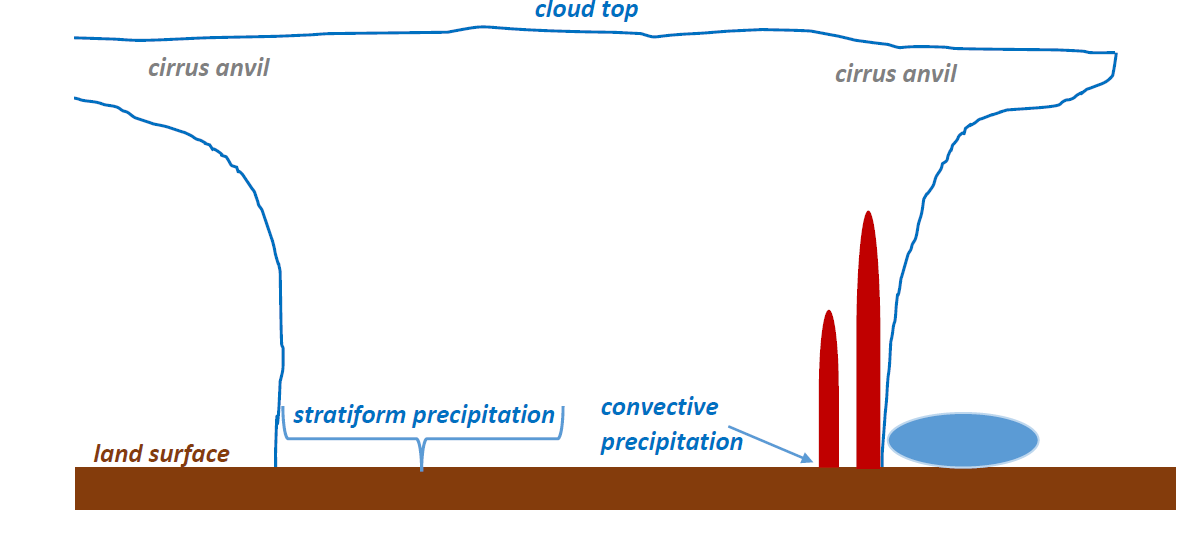 cloud top
cirrus anvil
cirrus anvil
convective
precipitation
stratiform precipitation
land surface